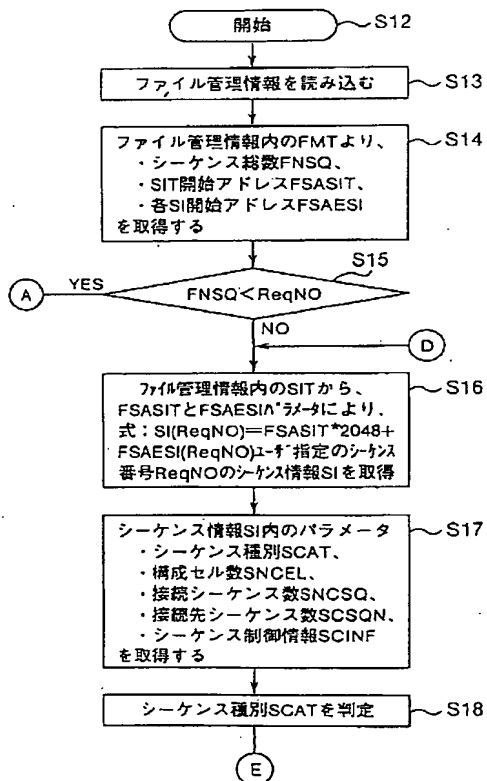 開始
S12
ファイル管理情報を読み込む
S13
ファイル管理情報内のFMTより、
・シーケンス総数FNSQ、
・SIT開始アドレスFSASIT、
・各SI開始アドレスFSAESI
を取得する
S14
S15
A
YES
FNSQ<ReqNO
NO
D
ファイル管理情報内のSITから、
FSASITとFSAESIパラメータにより、
式：SI(ReqNO)=FSASIT*2048+
FSAESI(ReqNO)ユーザ指定のシーケンス
番号ReqNOのシーケンス情報SIを取得
S16
シーケンス情報SI内のパラメータ
・シーケンス種別SCAT、
・構成セル数SNCEL、
・接続シーケンス数SNCSQ、
・接続先シーケンス数SCSQN、
・シーケンス制御情報SCINF
を取得する
S17
シーケンス種別SCATを判定
S18
E